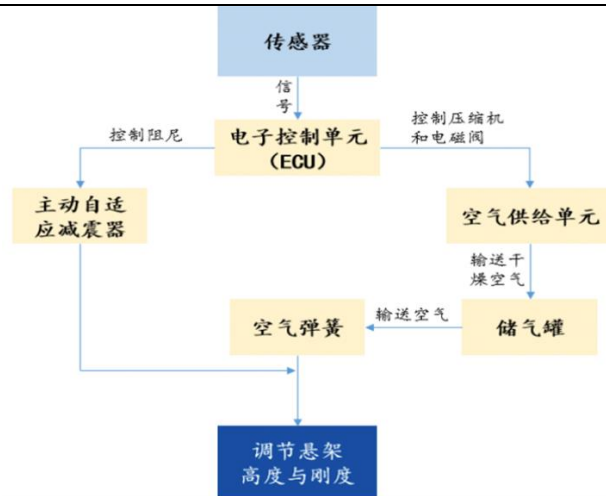 传感器
信
号
控制阻尼
电子控制单元
（ECU）
控制压缩机
和电磁阀
主动自适
应减震器
空气供给单元
输送干
燥空气
空气弹簧
输送空气
储气罐
调节悬架
高度与刚度